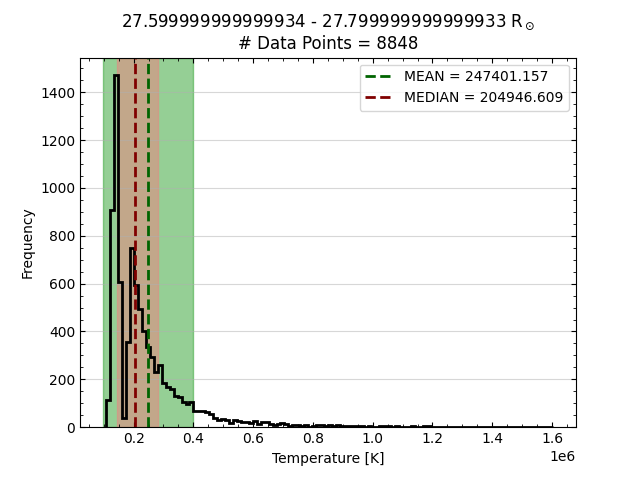 27.599999999999934 - 27.799999999999933 R⊙
# Data Points = 8848
MEAN = 247401.157
MEDIAN = 204946.609
Frequency
1400
1200
1000
800
600
400
200
0
0.2 0.4 0.6 0.8 1.0 1.2 1.4 1.6
1e6
Temperature [K]